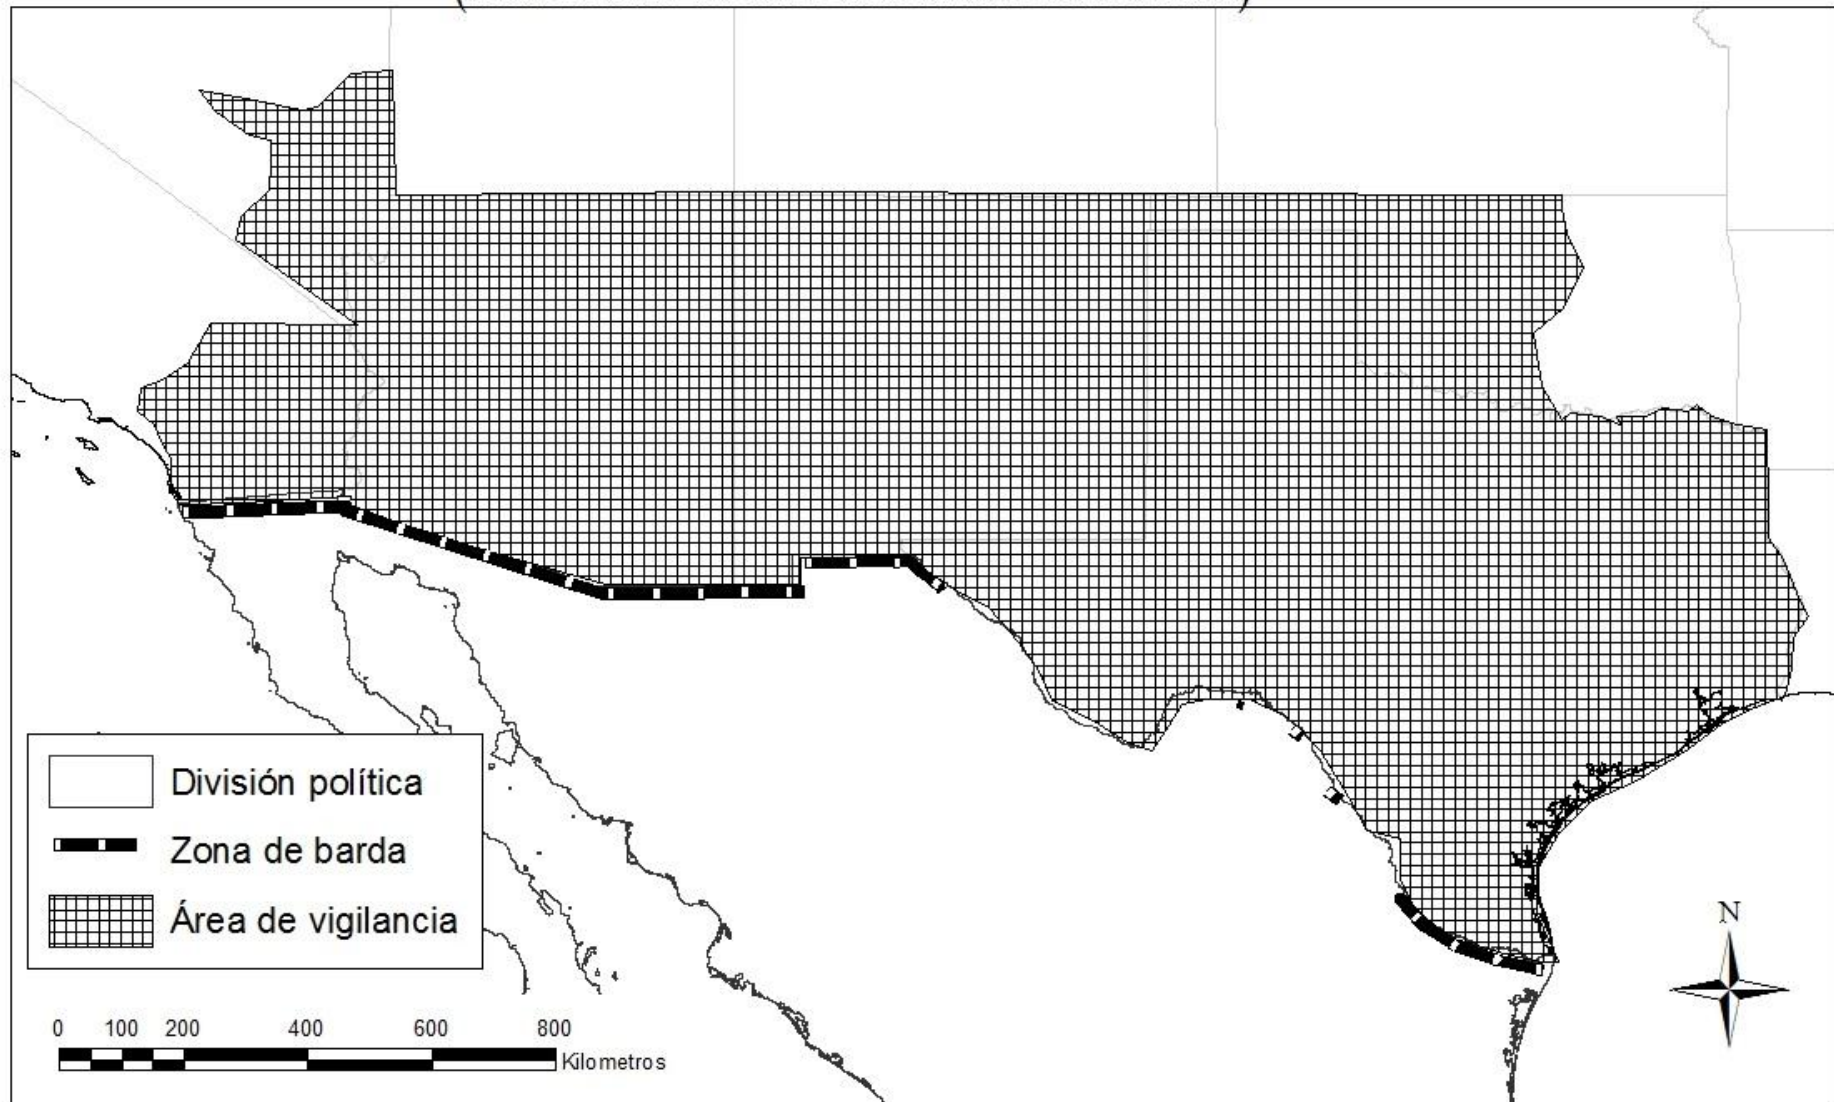 División política
Zona de barda
Área de vigilancia
N
0 100 200 400 600 800
Kilometros